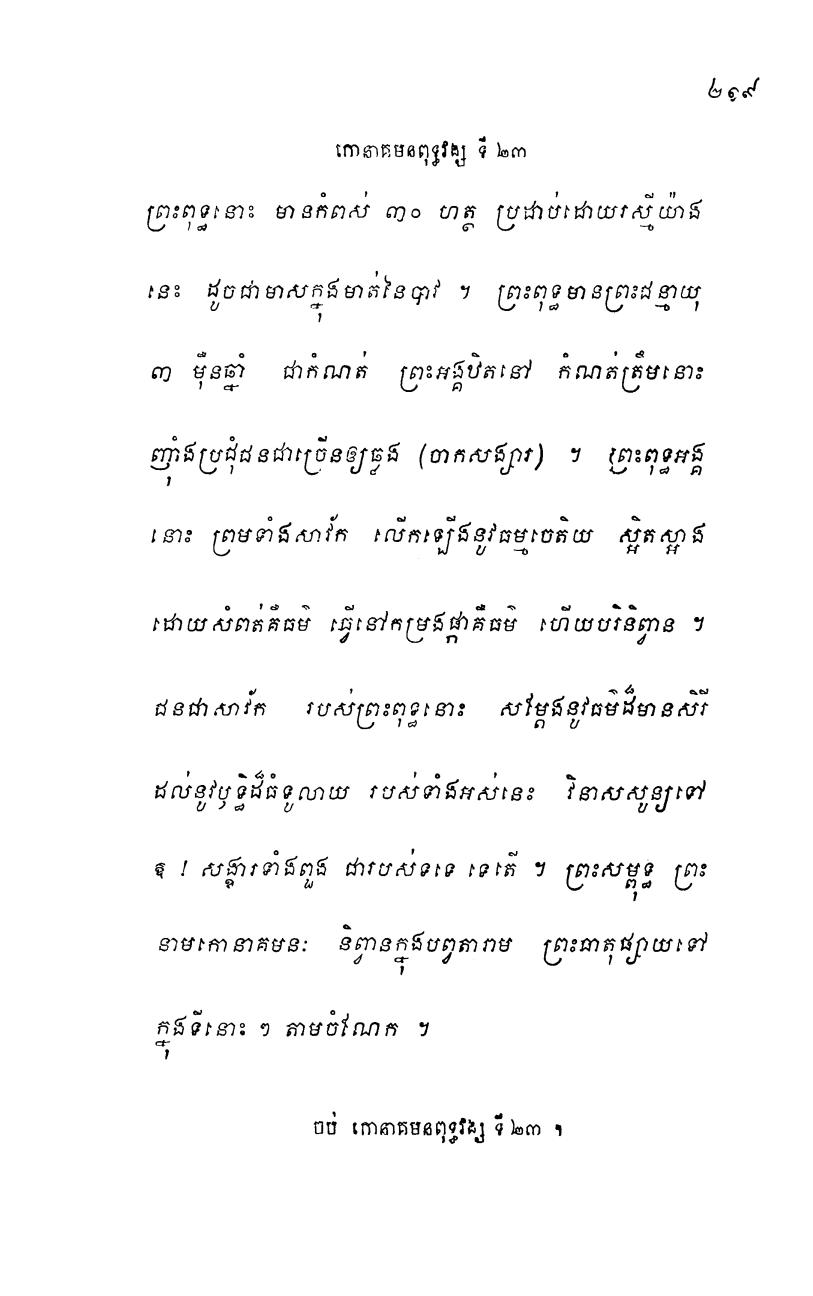 ២១៩
កោនាគមនពុទ្ធវង្ស ទី ២៣
ព្រះពុទ្ធនោះ មានកំពស់ ៣០ ហត្ថ ប្រដាប់ដោយរស្មីយ៉ាង
នេះ ដូចជាមាសក្នុងមាត់នៃបាវ ។ ព្រះពុទ្ធមានព្រះជន្មាយុ
៣ ម៉ឺនឆ្នាំ ជាកំណត់ ព្រះអង្គឋិតនៅ កំណត់ត្រឹមនោះ
ញ៉ាំងប្រជុំជនជាច្រើនឲ្យឆ្លង (ចាកសង្សារ) ។ ព្រះពុទ្ធអង្គ
នោះ ព្រមទាំងសាវ័ក លើកឡើងនូវធម្មចេតិយ ស្អិតស្អាង
ដោយសំពត់គឺធម៌ ធ្វើនៅកម្រងផ្កាគឺធម៌ ហើយបរិនិព្វាន ។
ជនជាសាវ័ក របស់ព្រះពុទ្ធនោះ សម្ដែងនូវធម៌ដ៏មានសិរី
ដល់នូវឫទ្ធិដ៏ធំទូលាយ របស់ទាំងអស់នេះ វិនាសសូន្យទៅ
ឱ ! សង្ខារទាំងពួង ជារបស់ទទេ ទេតើ ។ ព្រះសម្ពុទ្ធ ព្រះ
នាមកោនាគមនៈ និព្វានក្នុងបព្វតារាម ព្រះធាតុផ្សាយទៅ
ក្នុងទីនោះ ៗ តាមចំណែក ។
ចប់ កោនាគមនពុទ្ធវង្ស ទី ២៣ ។